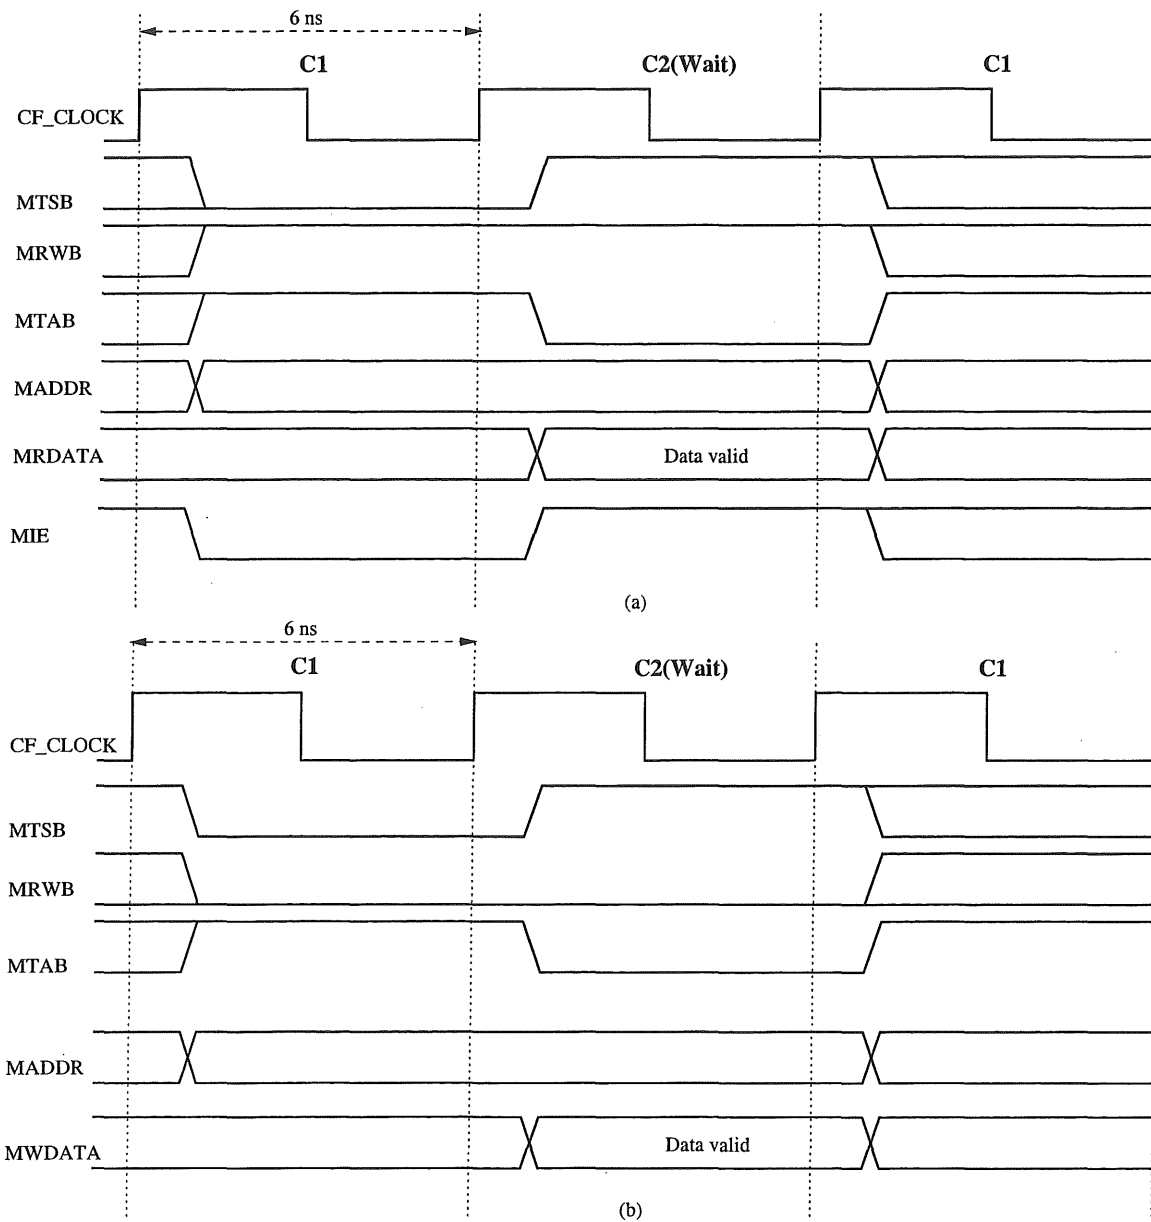 6 ns
C1 C2(Wait) C1
CF_CLOCK
MTSB
MRWB
MTAB
MADDR
MRDATA Data valid
MIE
(a)
6 ns
C1 C2(Wait) C1
CF_CLOCK
MTSB
MRWB
MTAB
MADDR
MWDATA Data valid
(b)